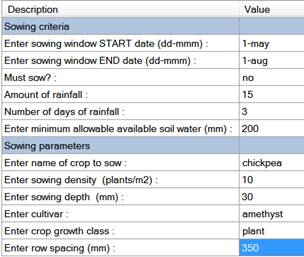 Description Value
Sowing criteria
Enter sowing window START date (dd-mmm) : 1-may
Enter sowing window END date (dd-mmm) : 1-aug
Must sow? : no
Amount of rainfall : 15
Number of days of rainfall : 3
Enter minimum allowable available soil water (mm) : 200
Sowing parameters
Enter name of crop to sow : chickpea
Enter sowing density (plants/m2) : 10
Enter sowing depth (mm) : 30
Enter cultivar : amethyst
Enter crop growth class : plant
Enter row spacing (mm) : 350